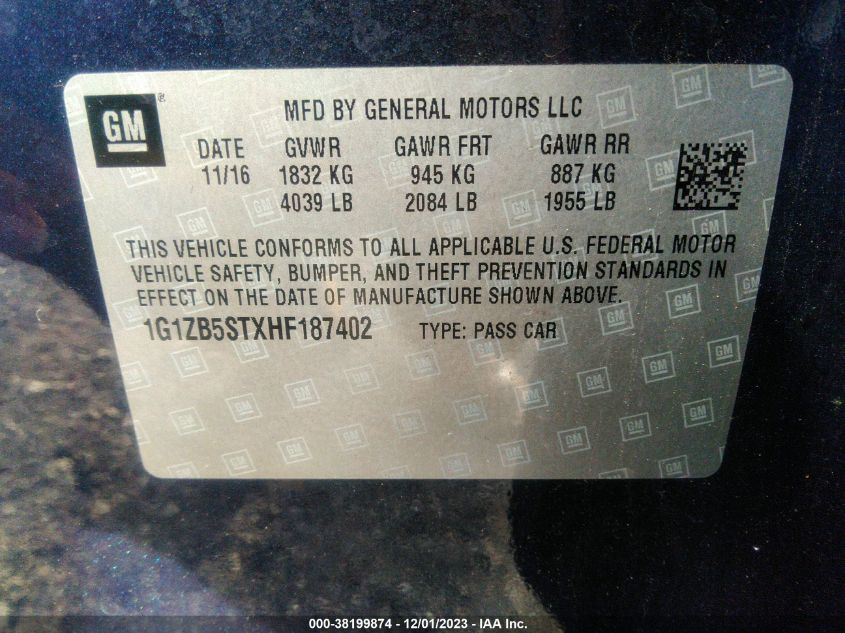 GM ®
MFD BY GENERAL MOTORS LLC
DATE GVWR GAWR FRT GAWR RR
11/16 1832 KG 945 KG 887 KG
4039 LB 2084 LB 1955 LB
THIS VEHICLE CONFORMS TO ALL APPLICABLE U.S. FEDERAL MOTOR
VEHICLE SAFETY, BUMPER, AND THEFT PREVENTION STANDARDS IN
EFFECT ON THE DATE OF MANUFACTURE SHOWN ABOVE.
1G1ZB5STXHF187402 TYPE: PASS CAR
000-38199874 - 12/01/2023 - IAA Inc.